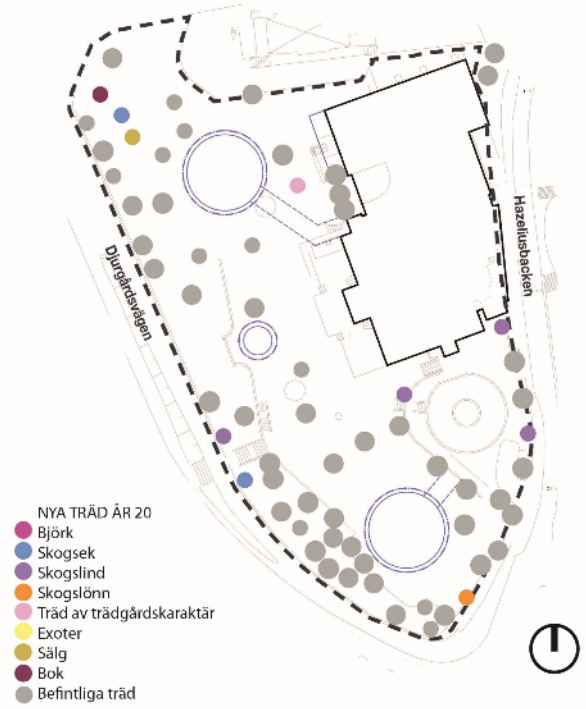 Hazeliusbacken
Djurgårdsvägen
NYA TRÄD ÅR 20
Björk
Skogsek
Skogslind
Skogslönn
Träd av trädgårdskaraktär
Exoter
Sälg
Bok
Befintliga träd